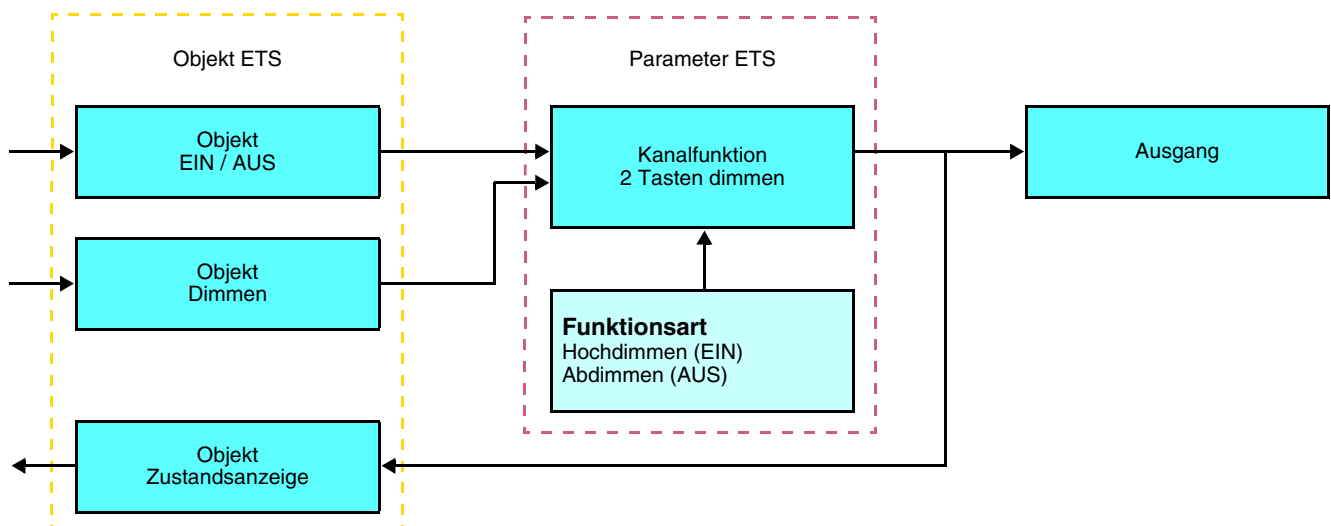 Objekt ETS
Parameter ETS
Objekt
EIN / AUS
Kanalfunktion
2 Tasten dimmen
Ausgang
Objekt
Dimmen
Funktionsart
Hochdimmen (EIN)
Abdimmen (AUS)
Objekt
Zustandsanzeige